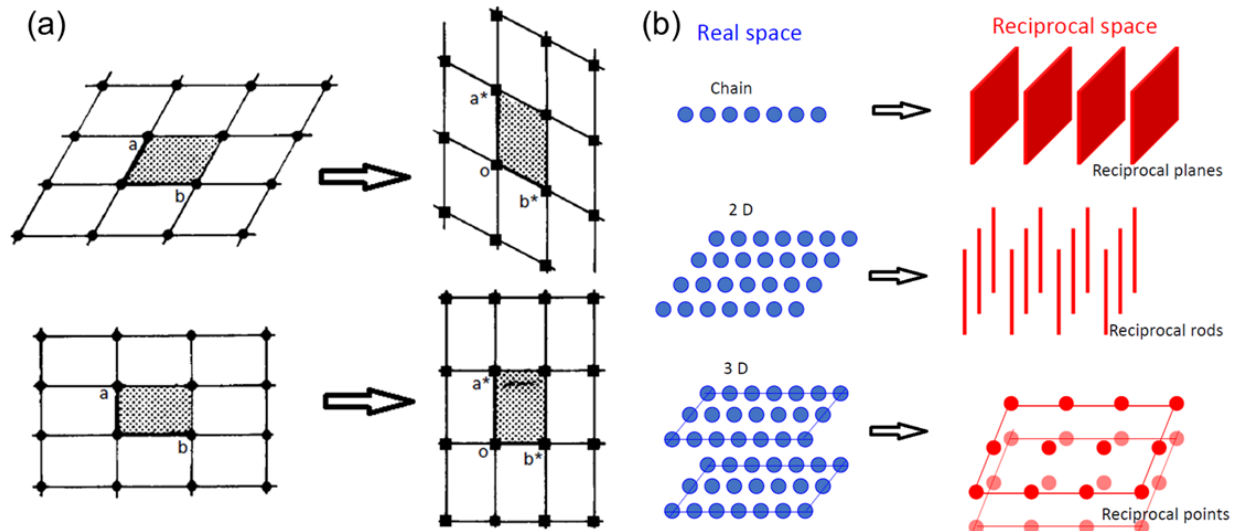 (a)
a
b
a*
o
b*
a
b
a*
o
b*
(b)
Real space
Reciprocal space
Chain
Reciprocal planes
2 D
Reciprocal rods
3 D
Reciprocal points